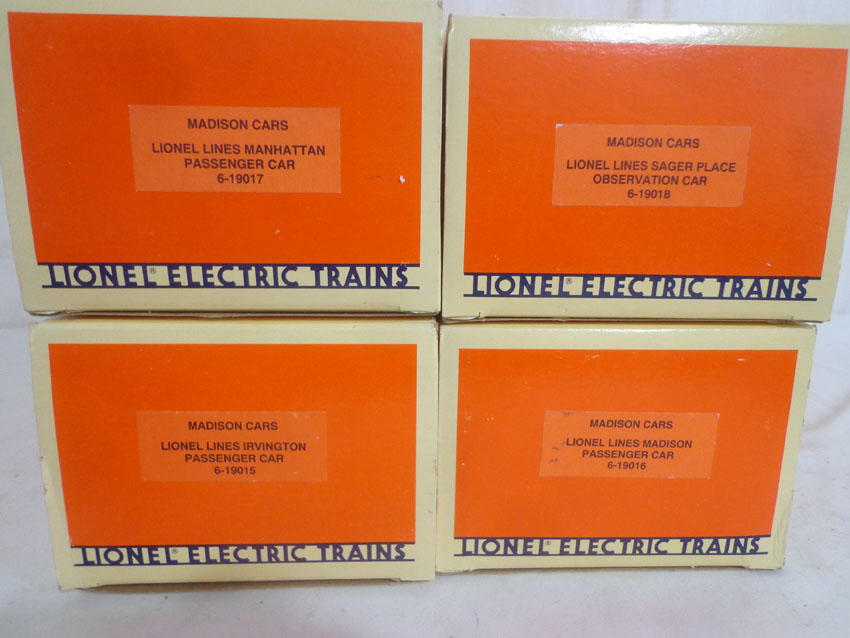 MADISON CARS
LIONEL LINES MANHATTAN
PASSENGER CAR
6-19017
LIONEL® ELECTRIC TRAINS
MADISON CARS
LIONEL LINES SAGER PLACE
OBSERVATION CAR
6-19018
LIONEL® ELECTRIC TRAINS
MADISON CARS
LIONEL LINES IRVINGTON
PASSENGER CAR
6-19015
LIONEL® ELECTRIC TRAINS
MADISON CARS
LIONEL LINES MADISON
PASSENGER CAR
6-19016
LIONEL® ELECTRIC TRAINS